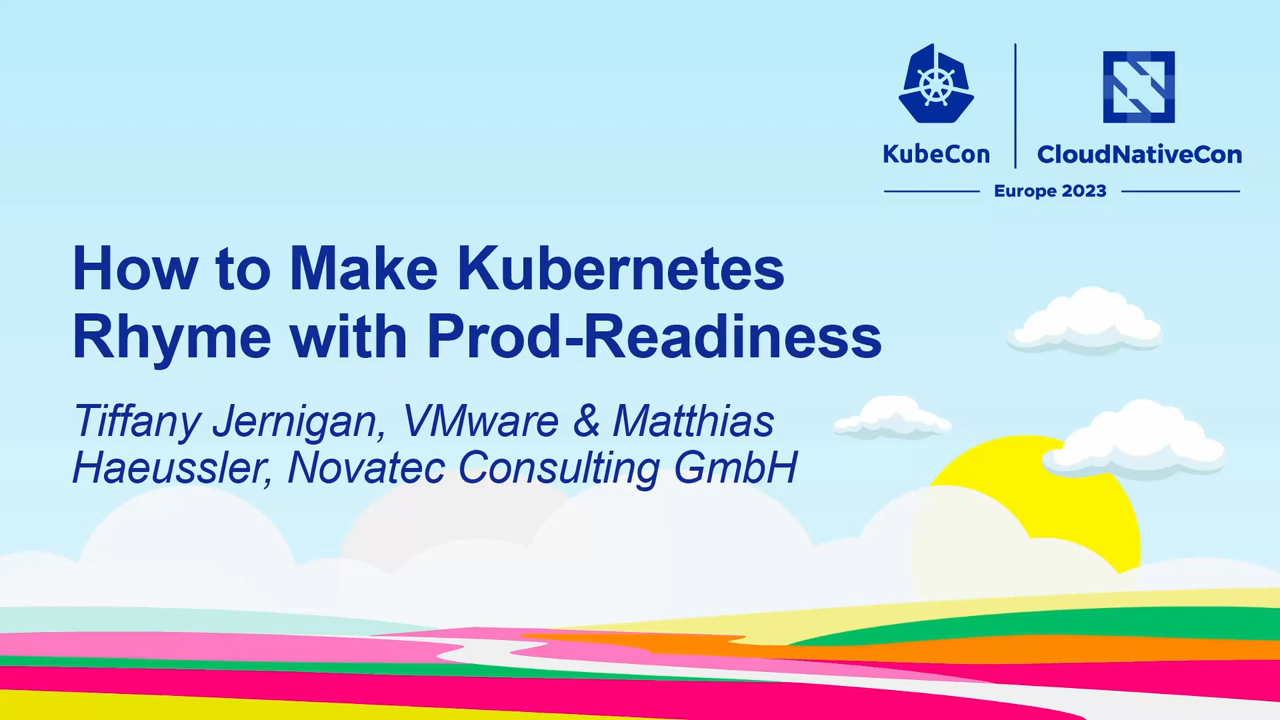 KubeCon
CloudNativeCon
Europe 2023
How to Make Kubernetes
Rhyme with Prod-Readiness
Tiffany Jernigan, VMware & Matthias
Haeussler, Novatec Consulting GmbH